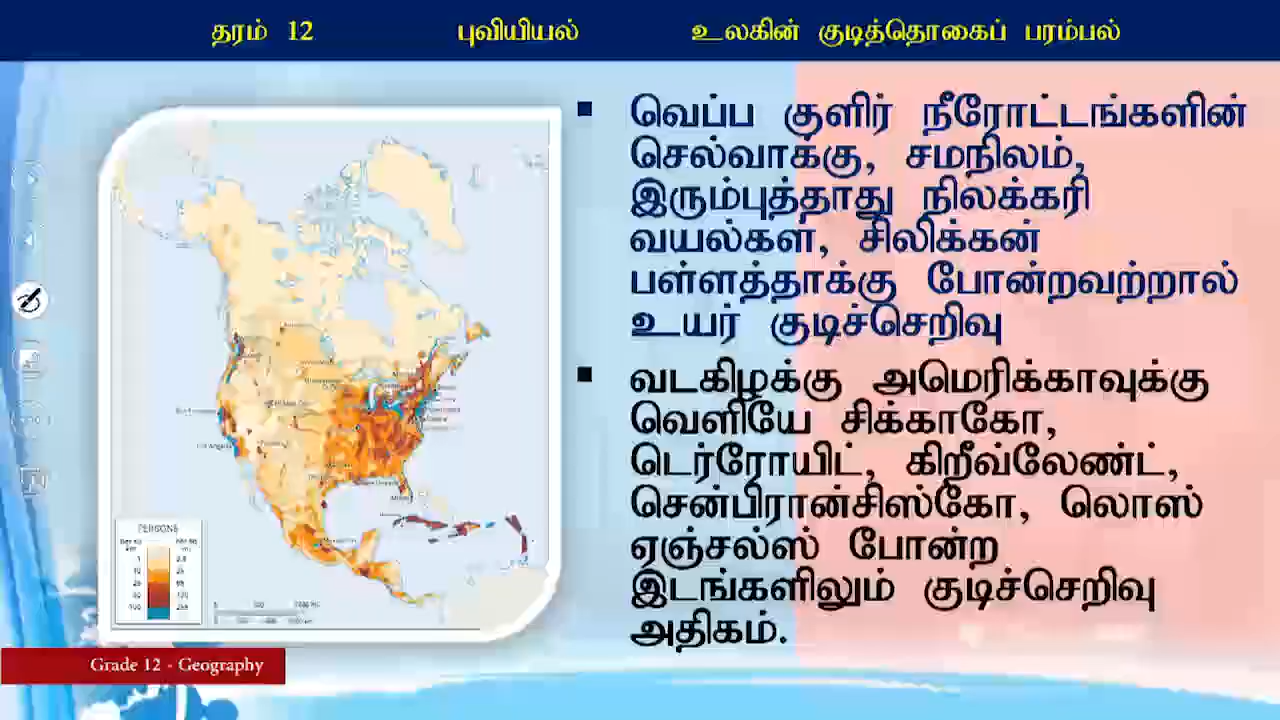 தரம் 12 புவியியல் உலகின் குடித்தொகைப் பரம்பல்
வெப்ப குளிர் நீரோட்டங்களின்
செல்வாக்கு, சமநிலம்,
இரும்புத்தாது நிலக்கரி
வயல்கள், சிலிக்கன்
பள்ளத்தாக்கு போன்றவற்றால்
உயர் குடிச்செறிவு
வடகிழக்கு அமெரிக்காவுக்கு
வெளியே சிக்காகோ,
டெர்ரோயிட், கிறீவ்லேண்ட்,
சென்பிரான்சிஸ்கோ, லொஸ்
ஏஞ்சல்ஸ் போன்ற
இடங்களிலும் குடிச்செறிவு
அதிகம்.
PERSONS
Grade 12 - Geography